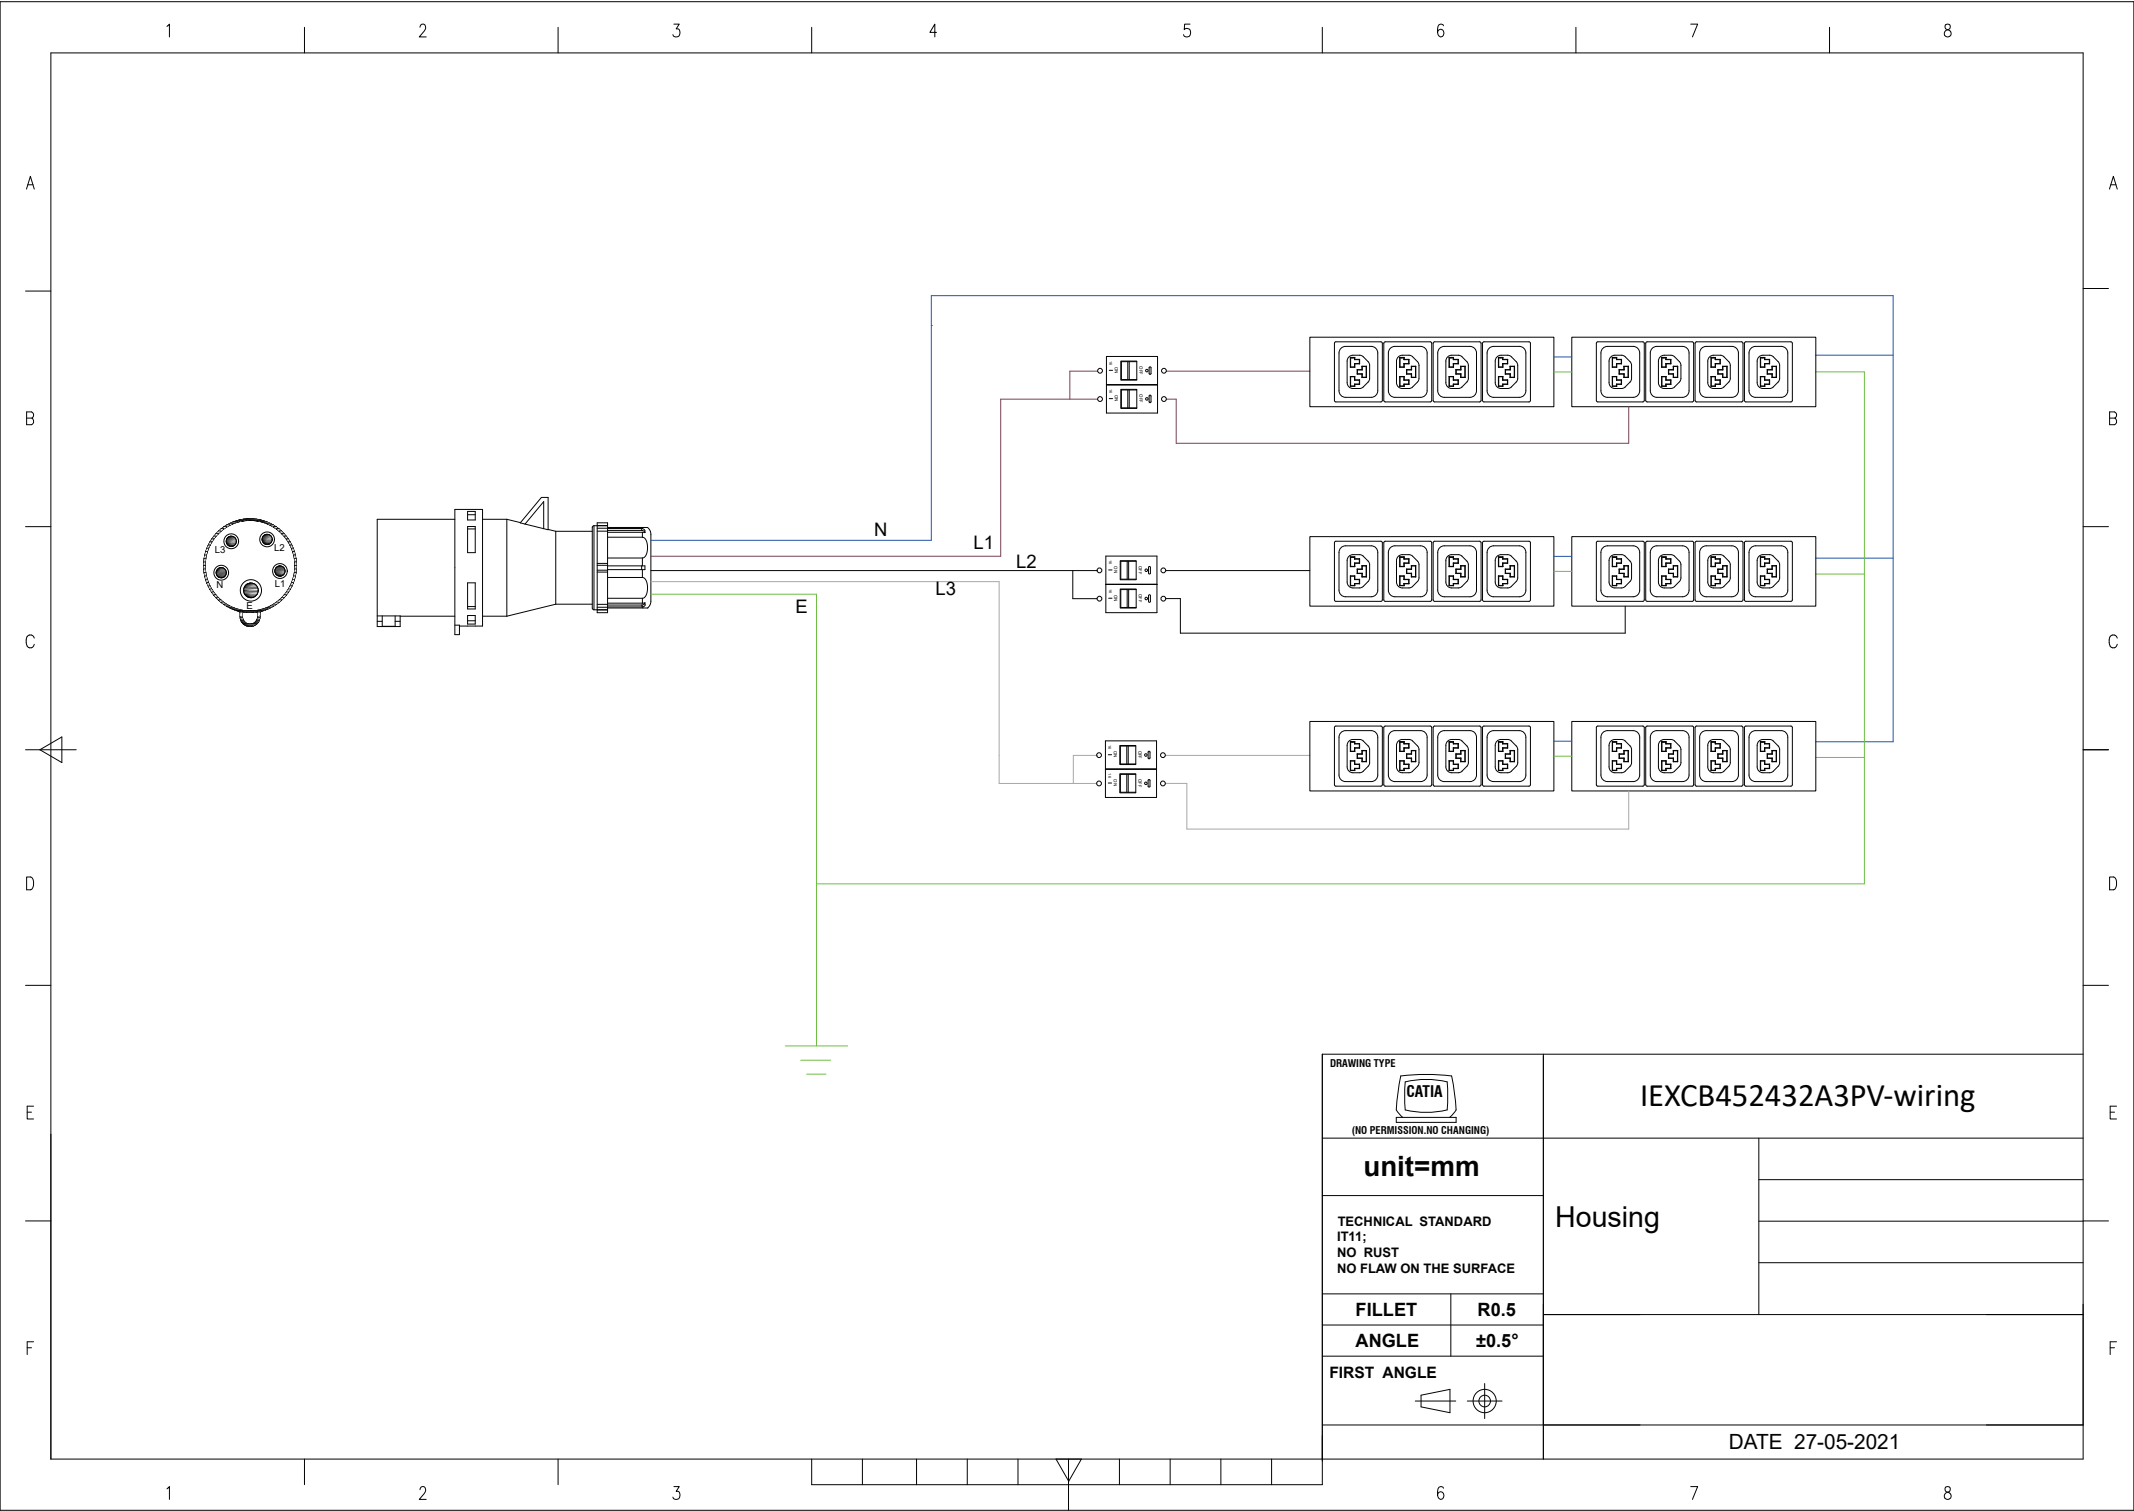 1 2 3 4 5 6 7 8
A A
B B
N
L1
L2
L3
E
L3 L2
N L1
E
C C
D D
E E
F F
DRAWING TYPE
CATIA
(NO PERMISSION.NO CHANGING)
IEXCB452432A3PV-wiring
unit=mm
TECHNICAL STANDARD
IT11;
NO RUST
NO FLAW ON THE SURFACE
Housing
FILLET R0.5
ANGLE ±0.5°
FIRST ANGLE
DATE 27-05-2021
1 2 3 6 7 8